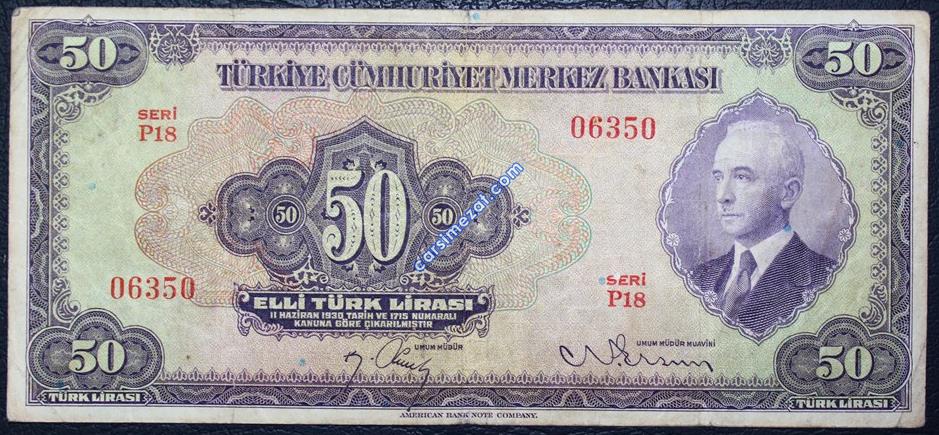 50
50
TÜRKİYE CÜMHURİYET MERKEZ BANKASI
SERİ
P18
06350
50
50
50
carsimezat.com
06350
SERİ
P18
ELLİ TÜRK LİRASI
11 HAZİRAN 1930 TARİH VE 1715 NUMARALI
KANUNA GÖRE ÇIKARILMIŞTIR
UMUM MÜDÜR
UMUM MÜDÜR MUAVİNİ
50
50
TÜRK LİRASI
TÜRK LİRASI
AMERICAN BANK NOTE COMPANY.